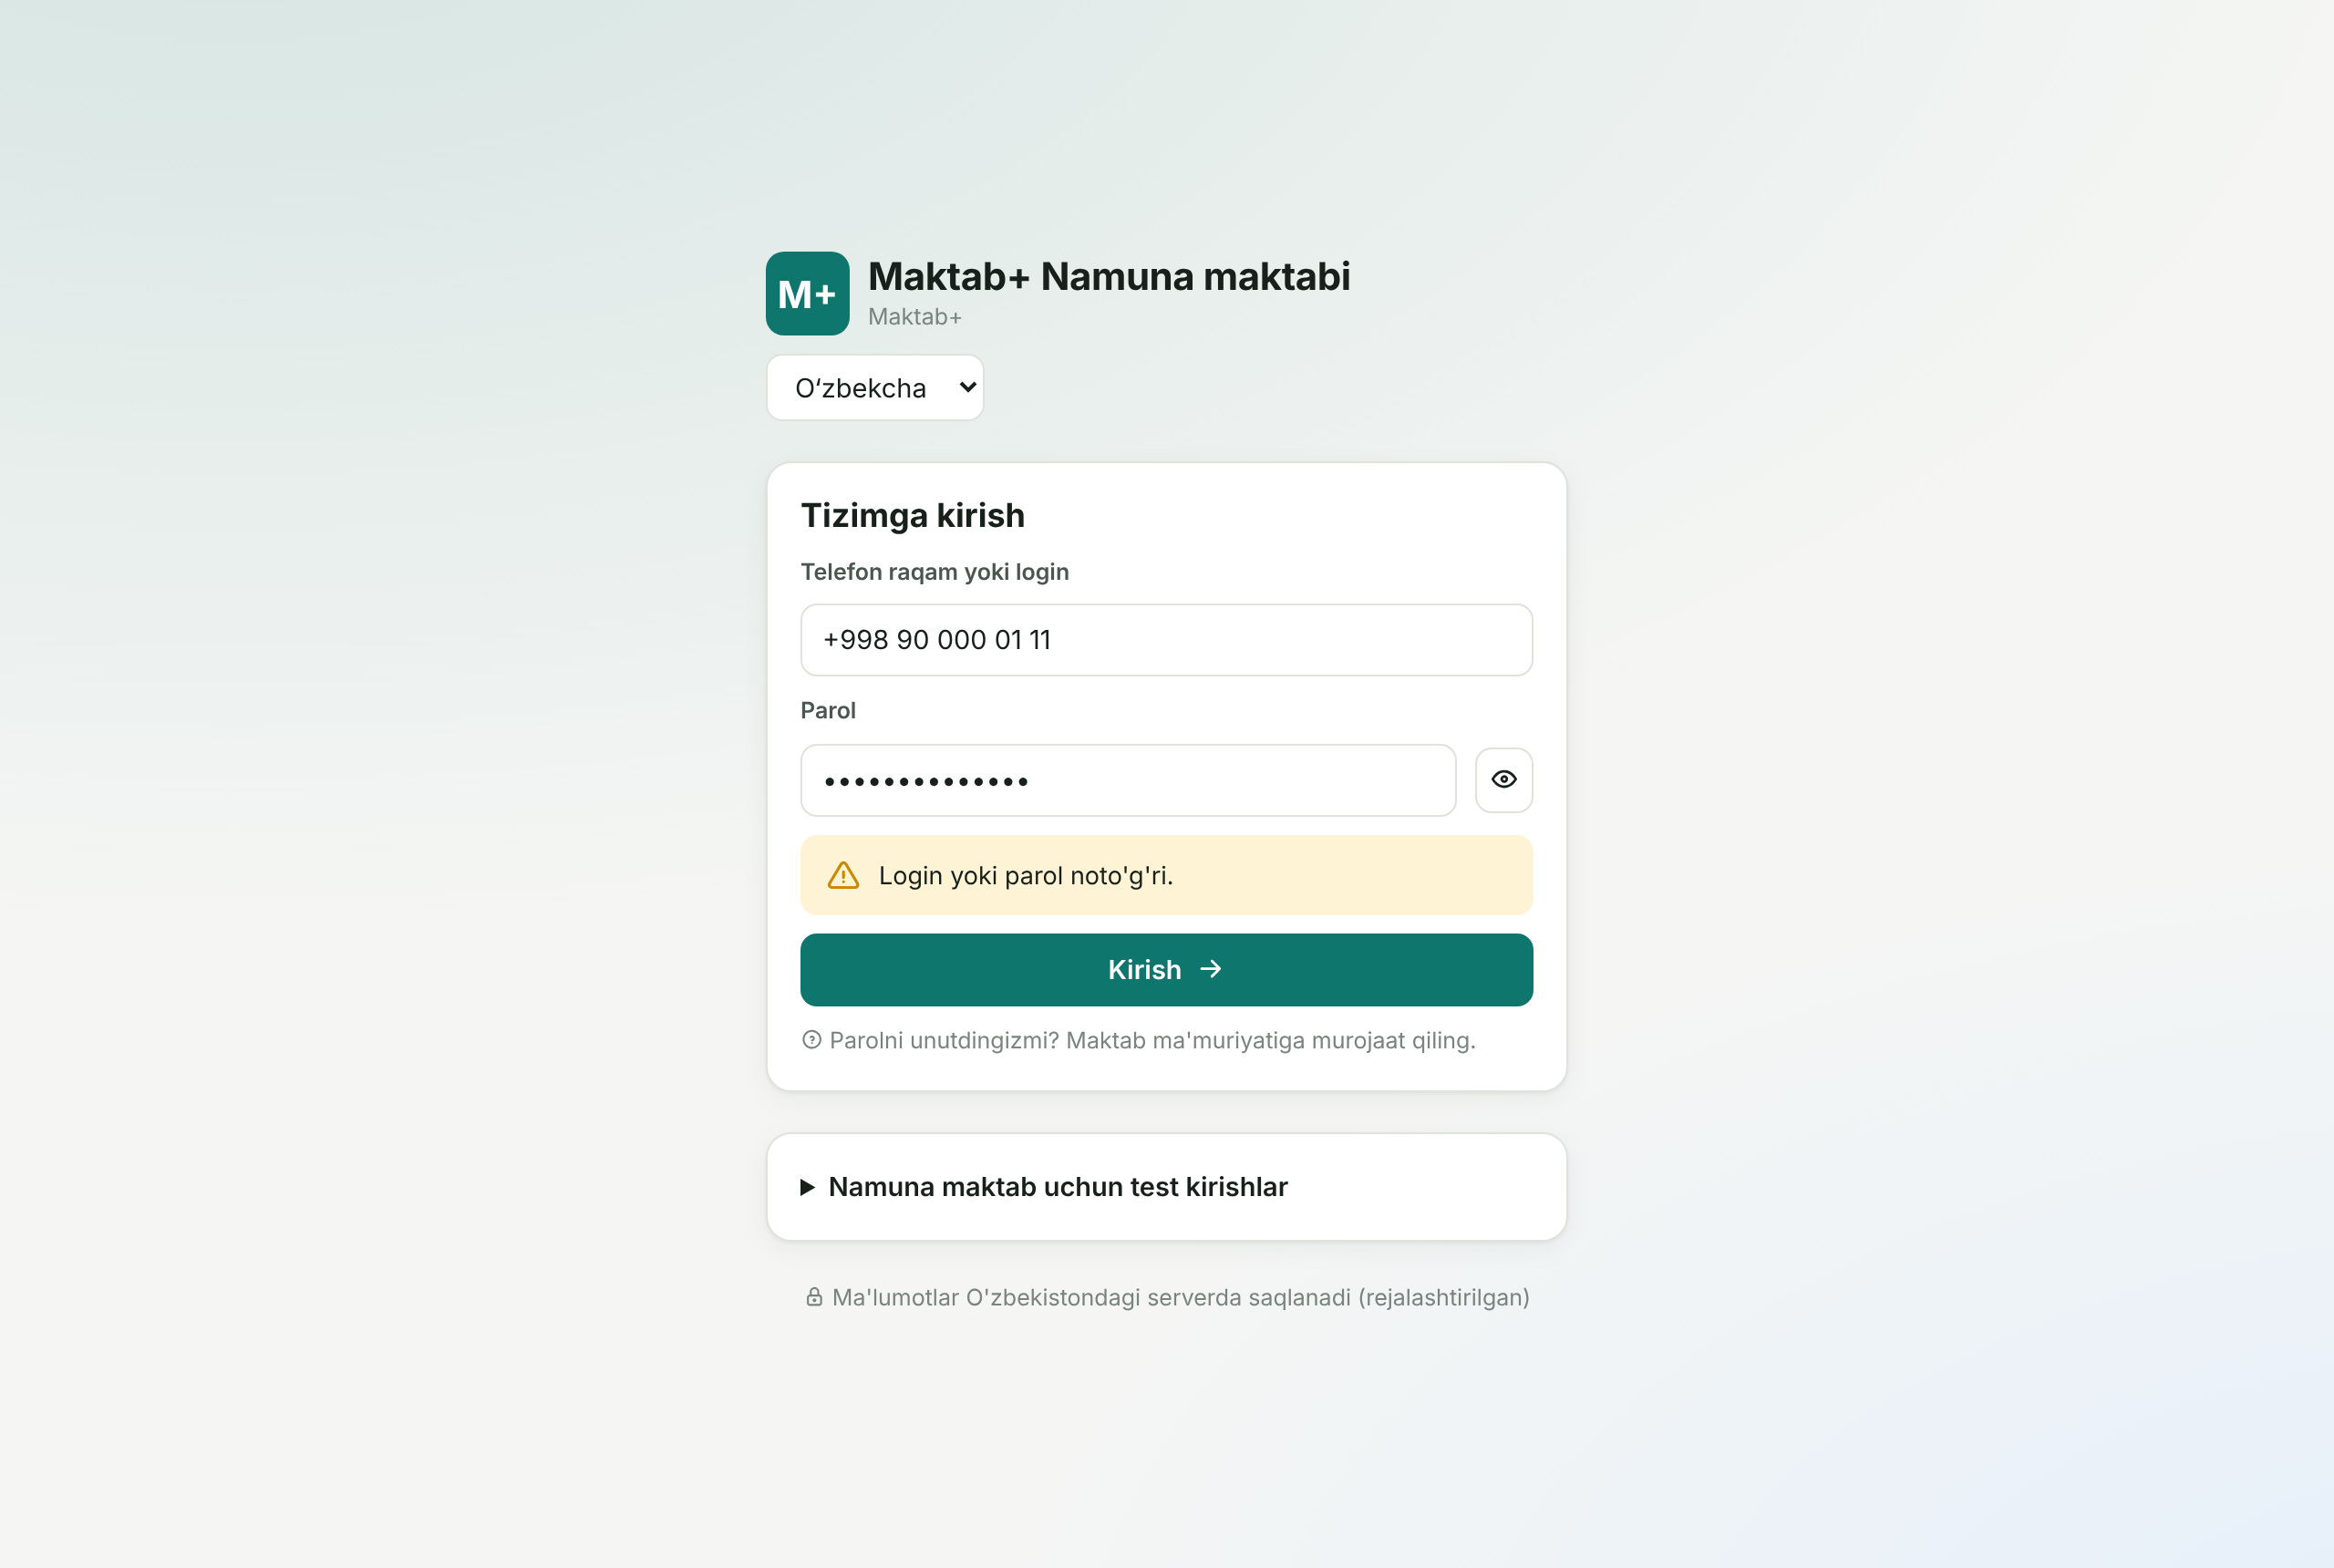 M+
Maktab+ Namuna maktabi
Maktab+
Oʻzbekcha
Tizimga kirish
Telefon raqam yoki login
+998 90 000 01 11
Parol
••••••••••••••
Login yoki parol noto'g'ri.
Kirish →
Parolni unutdingizmi? Maktab ma'muriyatiga murojaat qiling.
Namuna maktab uchun test kirishlar
Ma'lumotlar O'zbekistondagi serverda saqlanadi (rejalashtirilgan)